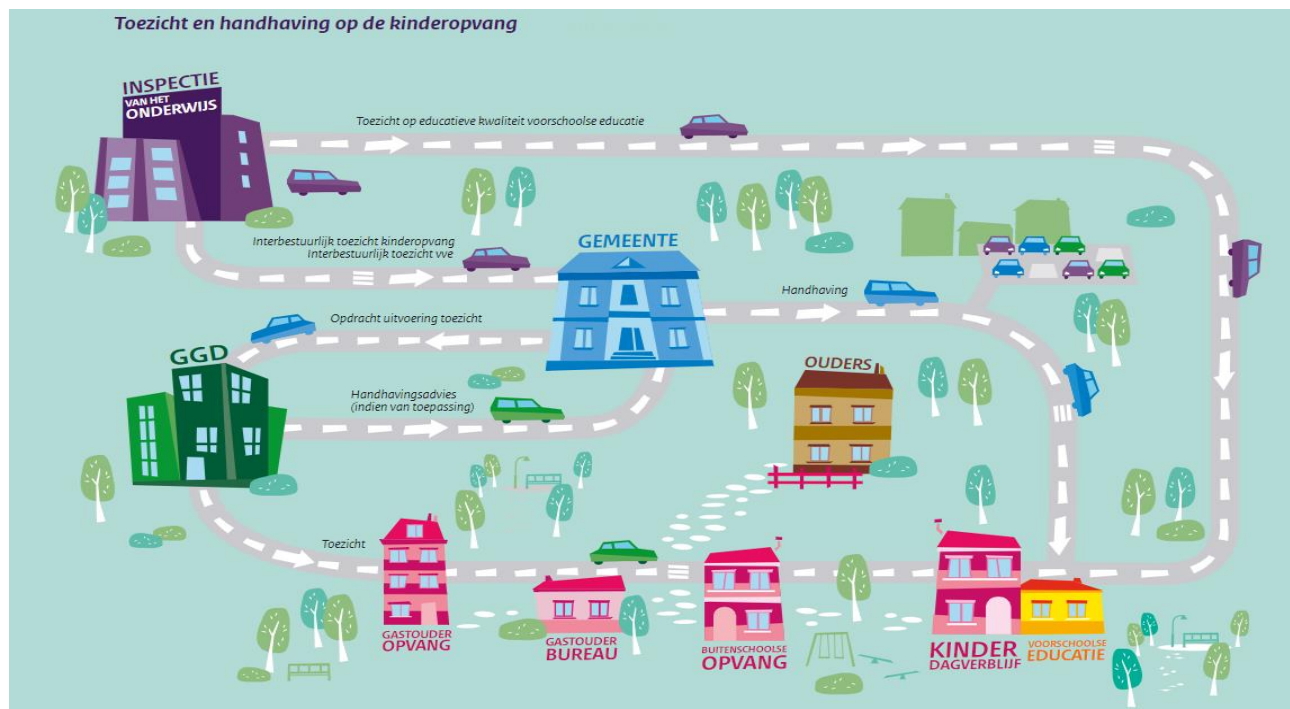 Toezicht en handhaving op de kinderopvang
INSPECTIE
VAN HET
ONDERWIJS
Toezicht op educatieve kwaliteit voorschoolse educatie
Interbestuurlijk toezicht kinderopvang
Interbestuurlijk toezicht vve
GEMEENTE
Handhaving
Opdracht uitvoering toezicht
GGD
OUDERS
Handhavingsadvies
(indien van toepassing)
Toezicht
GASTOUDER
OPVANG
GASTOUDER
BUREAU
BUITENSCHOOLSE
OPVANG
KINDER
DAGVERBLIJF
VOORSCHOOLSE
EDUCATIE